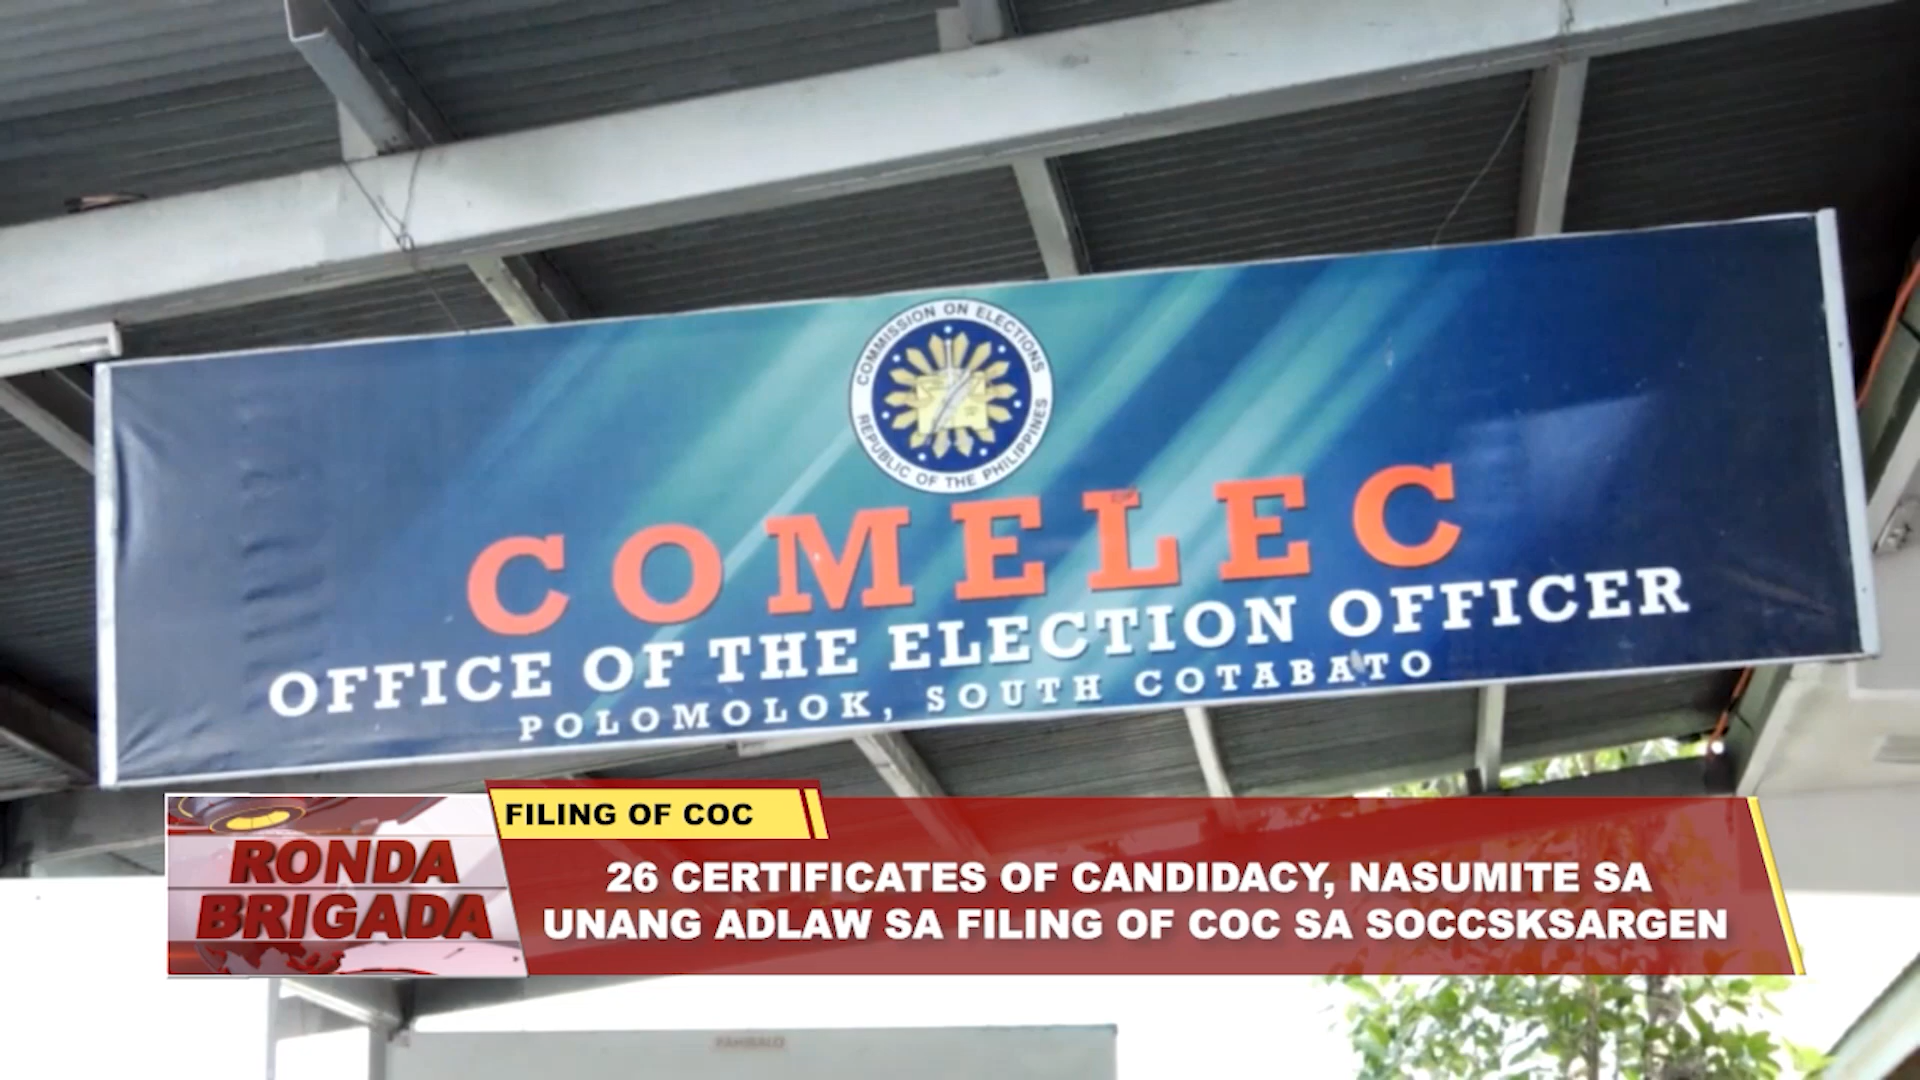 COMMISSION ON ELECTIONS
REPUBLIC OF THE PHILIPPINES
COMELEC
OFFICE OF THE ELECTION OFFICER
POLOMOLOK, SOUTH COTABATO
FILING OF COC
RONDA
BRIGADA
26 CERTIFICATES OF CANDIDACY, NASUMITE SA
UNANG ADLAW SA FILING OF COC SA SOCCSKSARGEN